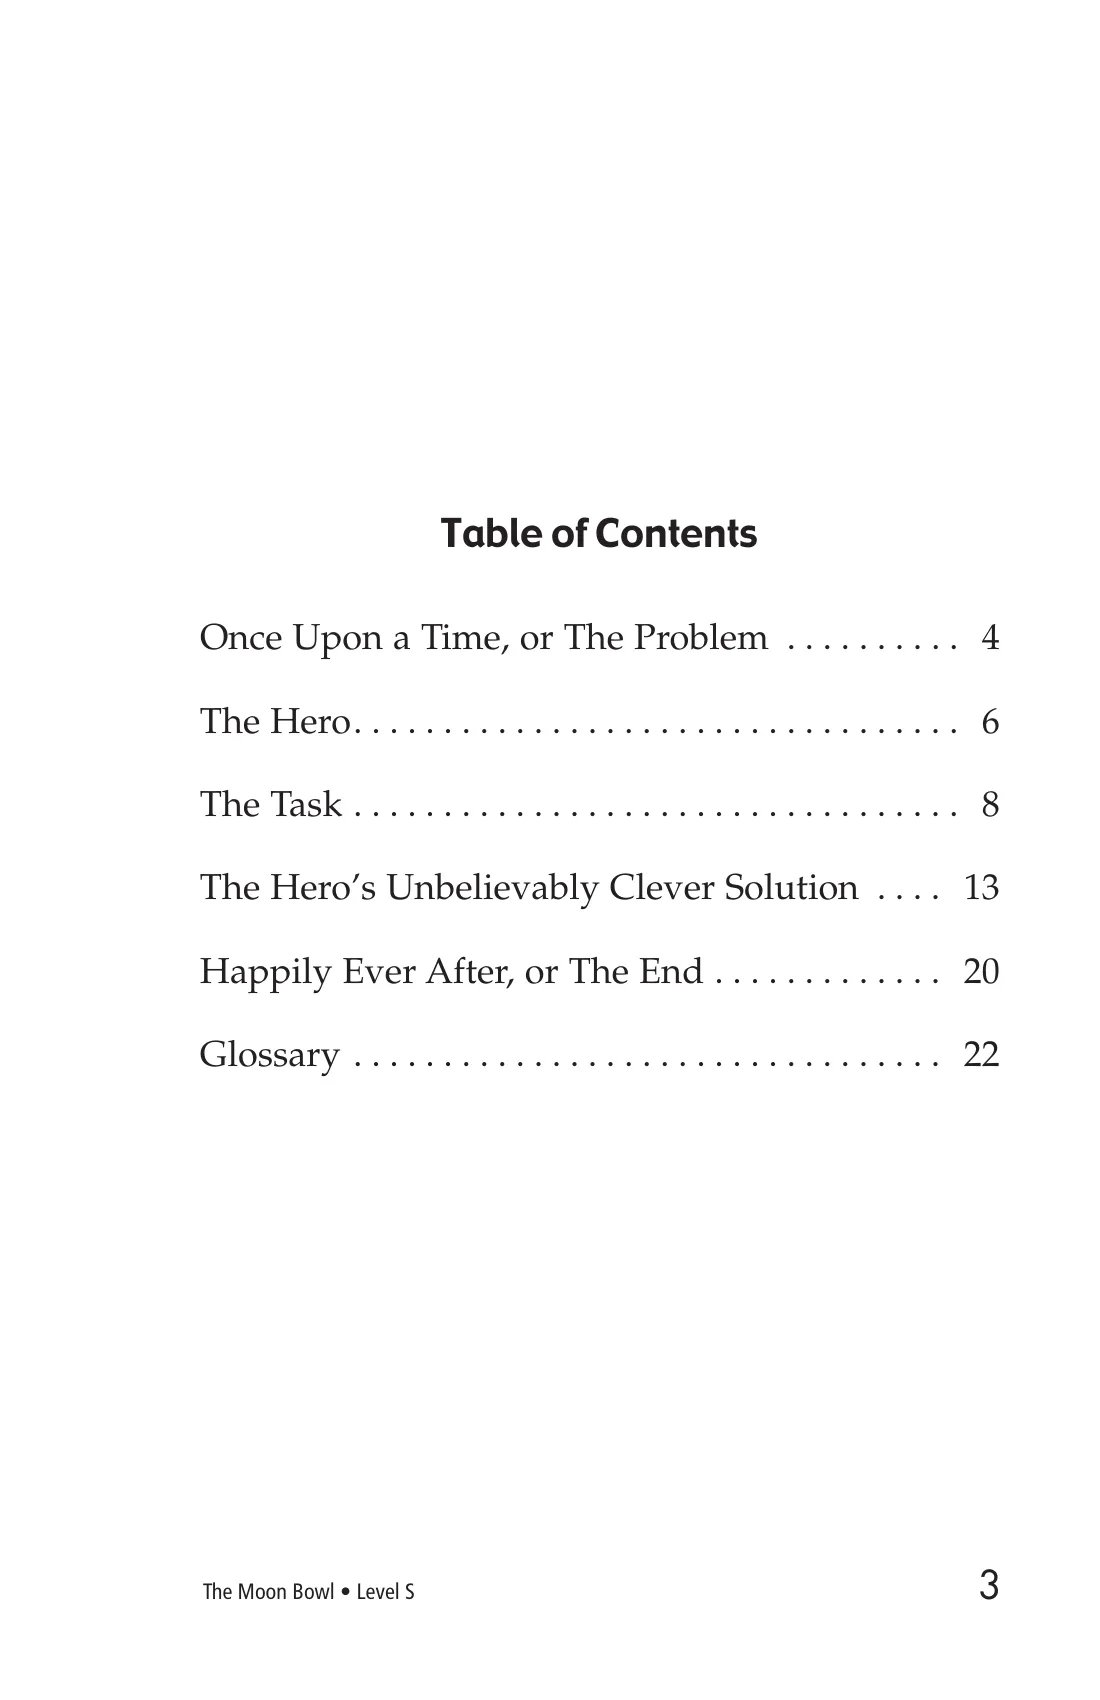 Table of Contents
Once Upon a Time, or The Problem . . . . . . . . . . 4
The Hero. . . . . . . . . . . . . . . . . . . . . . . . . . . . . . . . . . 6
The Task . . . . . . . . . . . . . . . . . . . . . . . . . . . . . . . . . . 8
The Hero’s Unbelievably Clever Solution . . . . 13
Happily Ever After, or The End . . . . . . . . . . . . . 20
Glossary . . . . . . . . . . . . . . . . . . . . . . . . . . . . . . . . . 22
The Moon Bowl • Level S 3